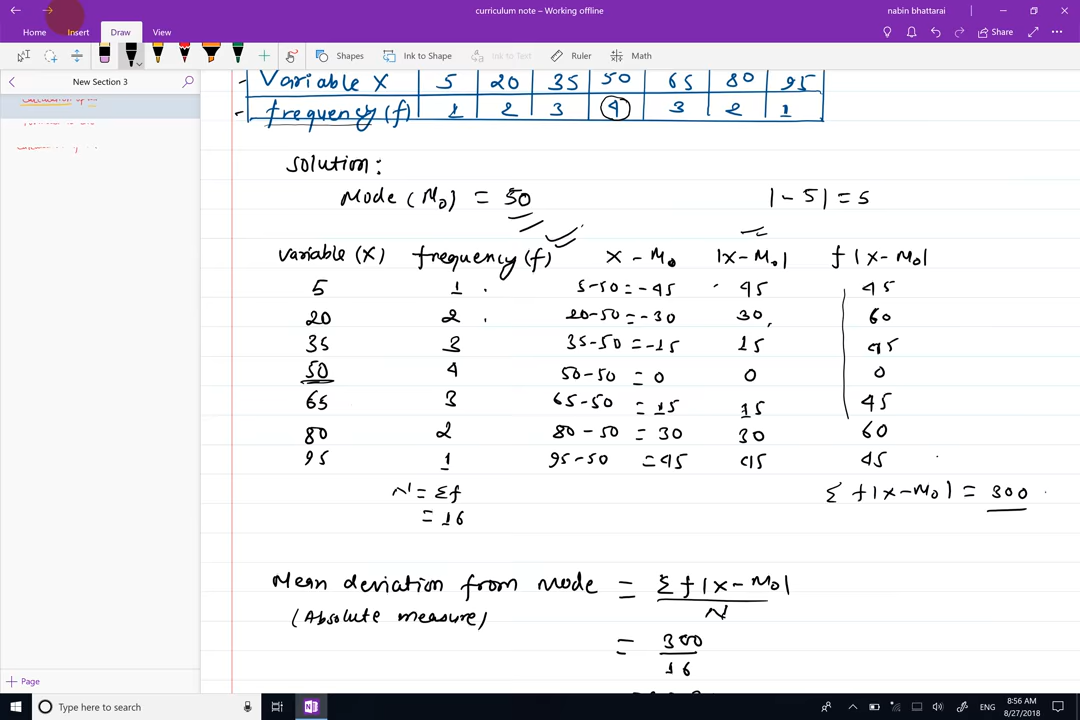 curriculum note – Working offline
nabin bhattarai
Home Insert Draw View
Share
Shapes Ink to Shape Ink to Text Ruler Math
New Section 3
Variable X 5 20 35 50 65 80 95
frequency (f) 1 2 3 4 3 2 1
Solution:
Mode (M₀) = 50
|-5| = 5
variable (X) frequency (f) X - M₀ |X-M₀| f|X-M₀|
5 1 5-50 = -45 45 45
20 2 20-50 = -30 30 60
35 3 35-50 = -15 15 45
50 4 50-50 = 0 0 0
65 3 65-50 = 15 15 45
80 2 80-50 = 30 30 60
95 1 95-50 = 45 45 45
N = Σf
Σ f|X-M₀| = 300
= 16
Mean deviation from mode = Σ f|X-M₀| / N
(Absolute measure)
= 300 / 16
+ Page
Type here to search
ENG
8:56 AM
8/27/2018